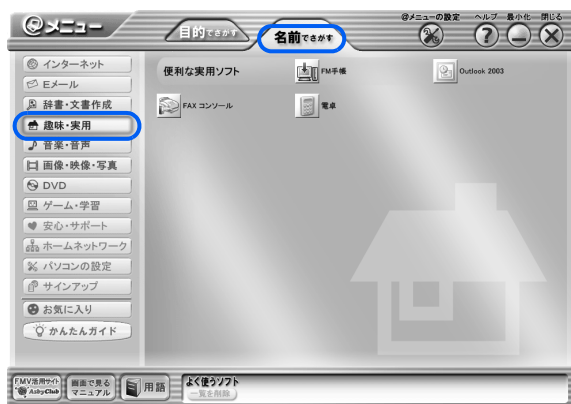 @メニュー
目的でさがす
名前でさがす
@メニューの設定
ヘルプ
最小化
閉じる
インターネット
Eメール
辞書・文書作成
趣味・実用
音楽・音声
画像・映像・写真
DVD
ゲーム・学習
安心・サポート
ホームネットワーク
パソコンの設定
サインアップ
お気に入り
かんたんガイド
便利な実用ソフト
FM手帳
Outlook 2003
FAX コンソール
電卓
FMV活用サイト
AzbyClub
画面で見る
マニュアル
用語
よく使うソフト
一覧を削除